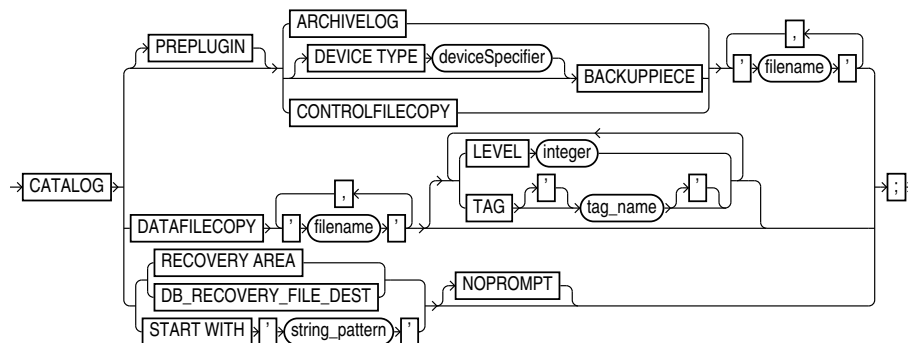 ARCHIVELOG
,
PREPLUGIN
DEVICE TYPE deviceSpecifier
BACKUPPIECE ' filename '
CONTROLFILECOPY
LEVEL integer
CATALOG
, ' '
TAG tag_name ;
DATAFILECOPY ' filename '
RECOVERY AREA
NOPROMPT
DB_RECOVERY_FILE_DEST
START WITH ' string_pattern '